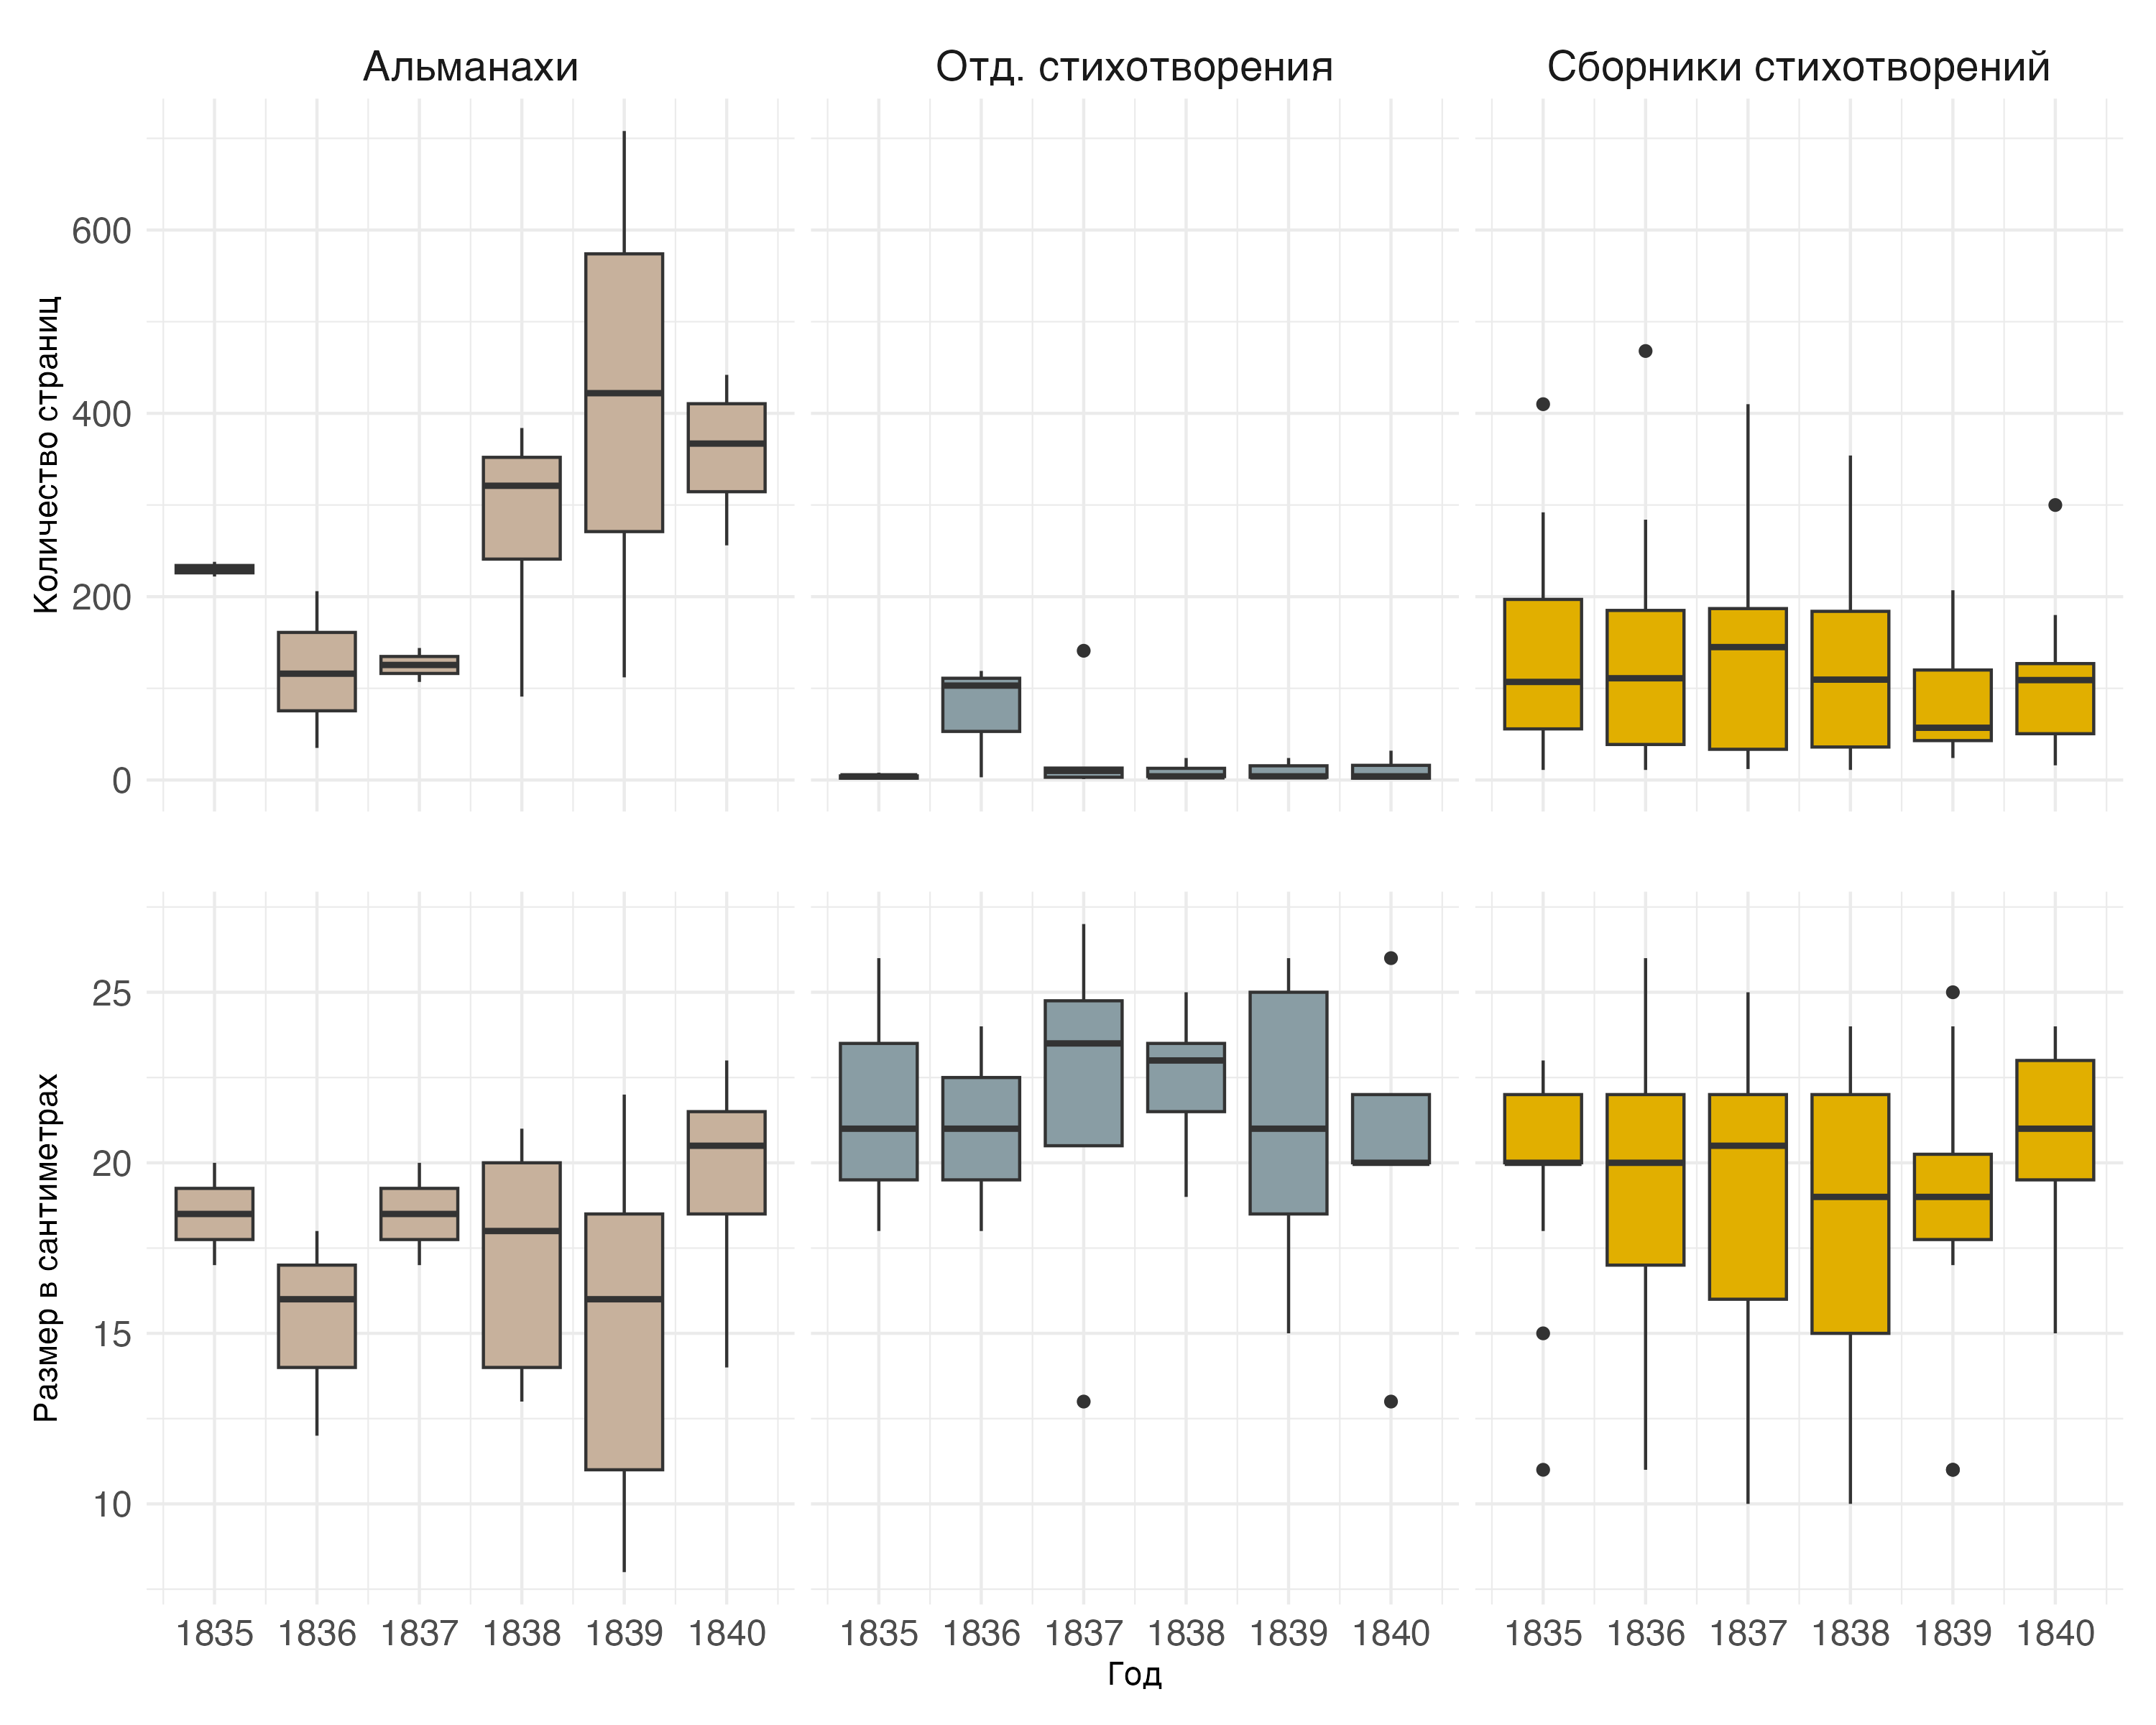 Альманахи
Отд. стихотворения
Сборники стихотворений
Количество страниц
600
400
200
0
Размер в сантиметрах
25
20
15
10
1835 1836 1837 1838 1839 1840
1835 1836 1837 1838 1839 1840
1835 1836 1837 1838 1839 1840
Год